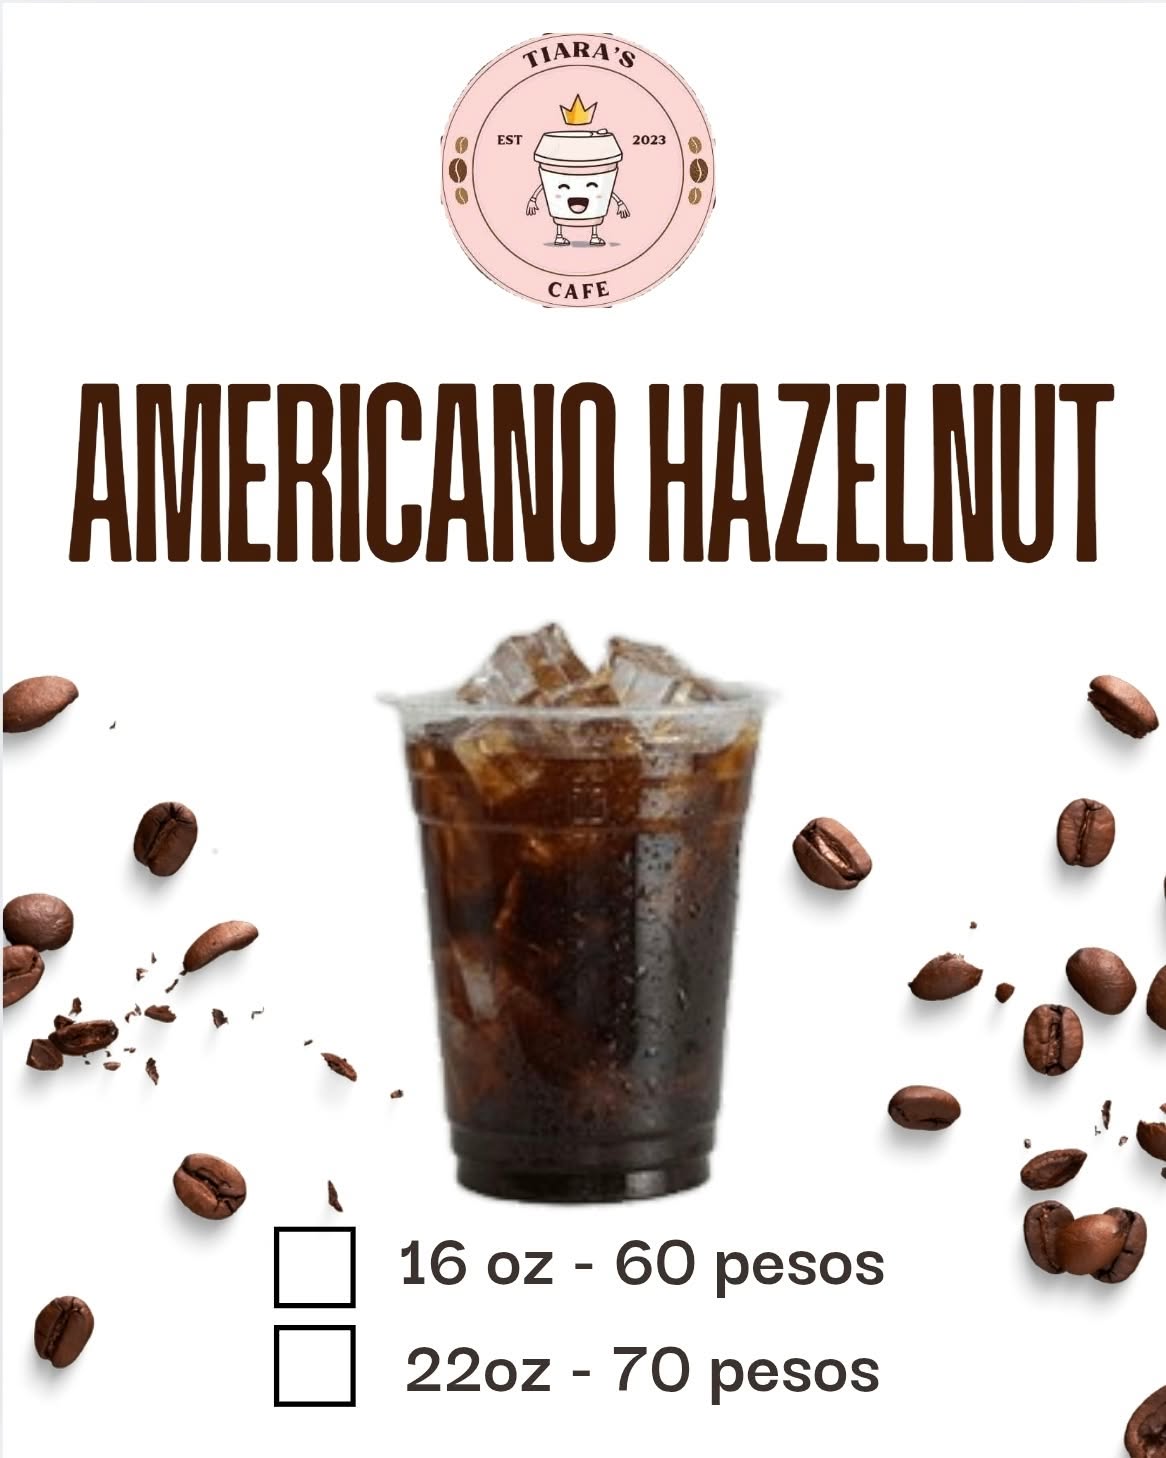 TIARA'S
EST 2023
CAFE
AMERICANO HAZELNUT
16 oz - 60 pesos
22oz - 70 pesos